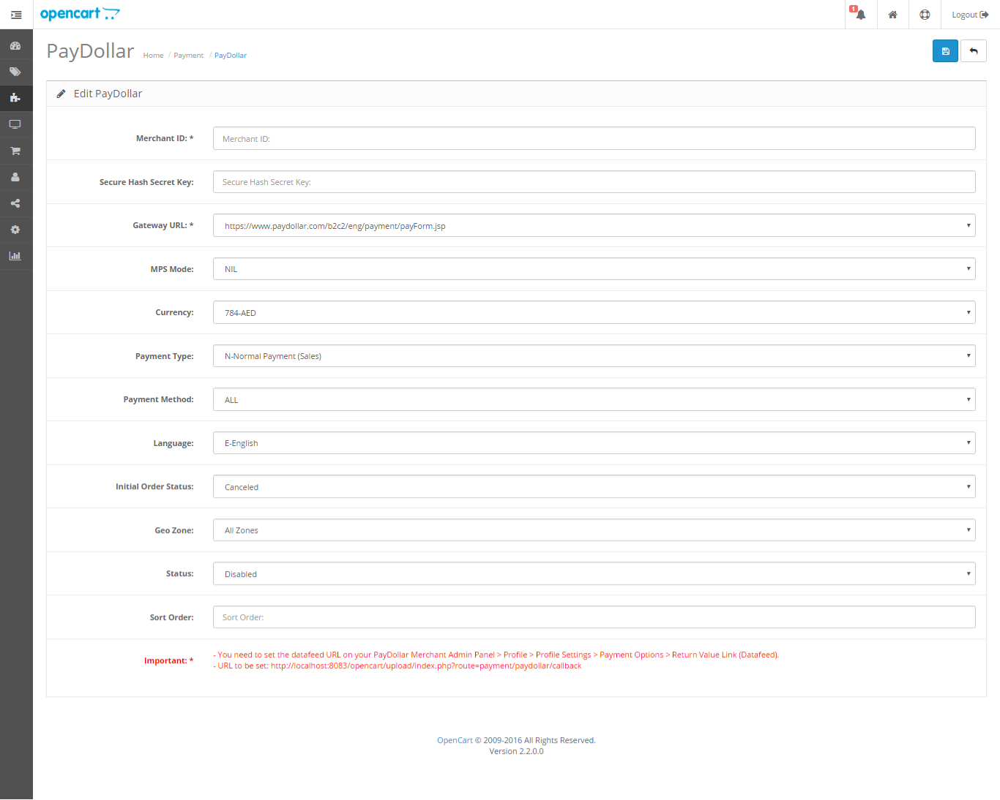 opencart
1
Logout
PayDollar
Home / Payment / PayDollar
Edit PayDollar
Merchant ID: *
Merchant ID:
Secure Hash Secret Key:
Secure Hash Secret Key:
Gateway URL: *
https://www.paydollar.com/b2c2/eng/payment/payForm.jsp
MPS Mode:
NIL
Currency:
784-AED
Payment Type:
N-Normal Payment (Sales)
Payment Method:
ALL
Language:
E-English
Initial Order Status:
Canceled
Geo Zone:
All Zones
Status:
Disabled
Sort Order:
Sort Order:
Important: *
- You need to set the datafeed URL on your PayDollar Merchant Admin Panel > Profile > Profile Settings > Payment Options > Return Value Link (Datafeed).
- URL to be set: http://localhost:8083/opencart/upload/index.php?route=payment/paydollar/callback
OpenCart © 2009-2016 All Rights Reserved.
Version 2.2.0.0